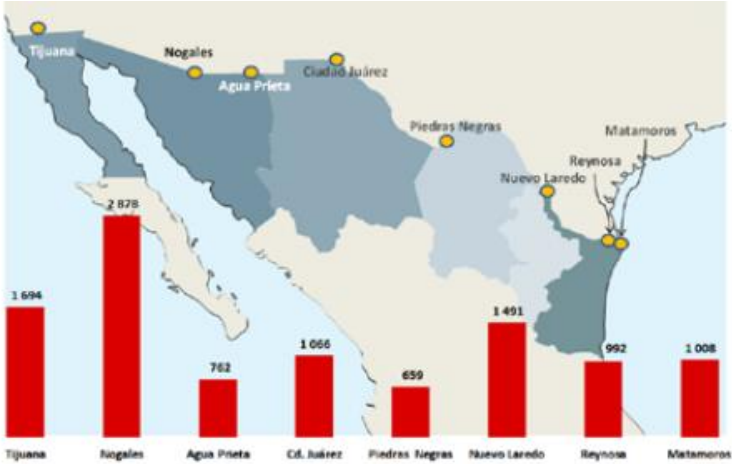 Tijuana
Nogales
Agua Prieta
Ciudad Juárez
Piedras Negras
Matamoros
Reynosa
Nuevo Laredo
2 878
1 694
1 491
1 066
992
1 008
762
659
Tijuana Nogales Agua Prieta Cd. Juárez Piedras Negras Nuevo Laredo Reynosa Matamoros